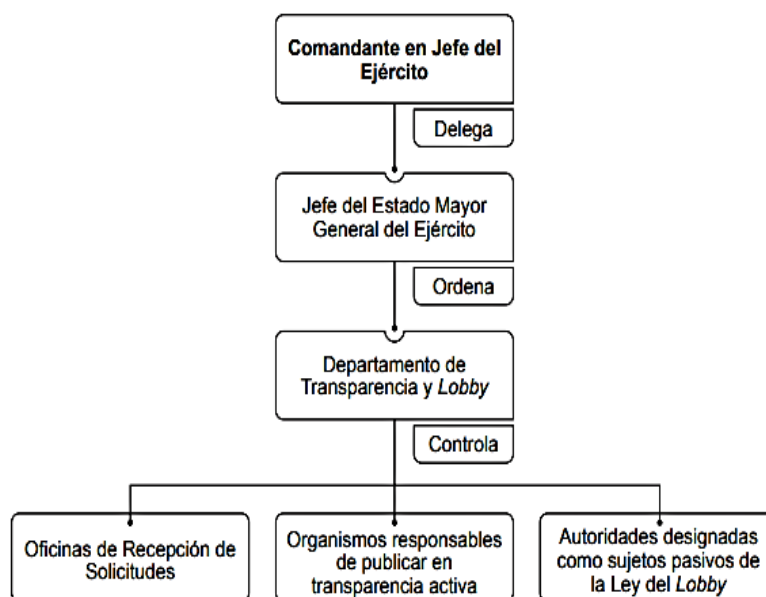 Comandante en Jefe del
Ejército
Delega
Jefe del Estado Mayor
General del Ejército
Ordena
Departamento de
Transparencia y Lobby
Controla
Oficinas de Recepción de
Solicitudes
Organismos responsables
de publicar en
transparencia activa
Autoridades designadas
como sujetos pasivos de
la Ley del Lobby